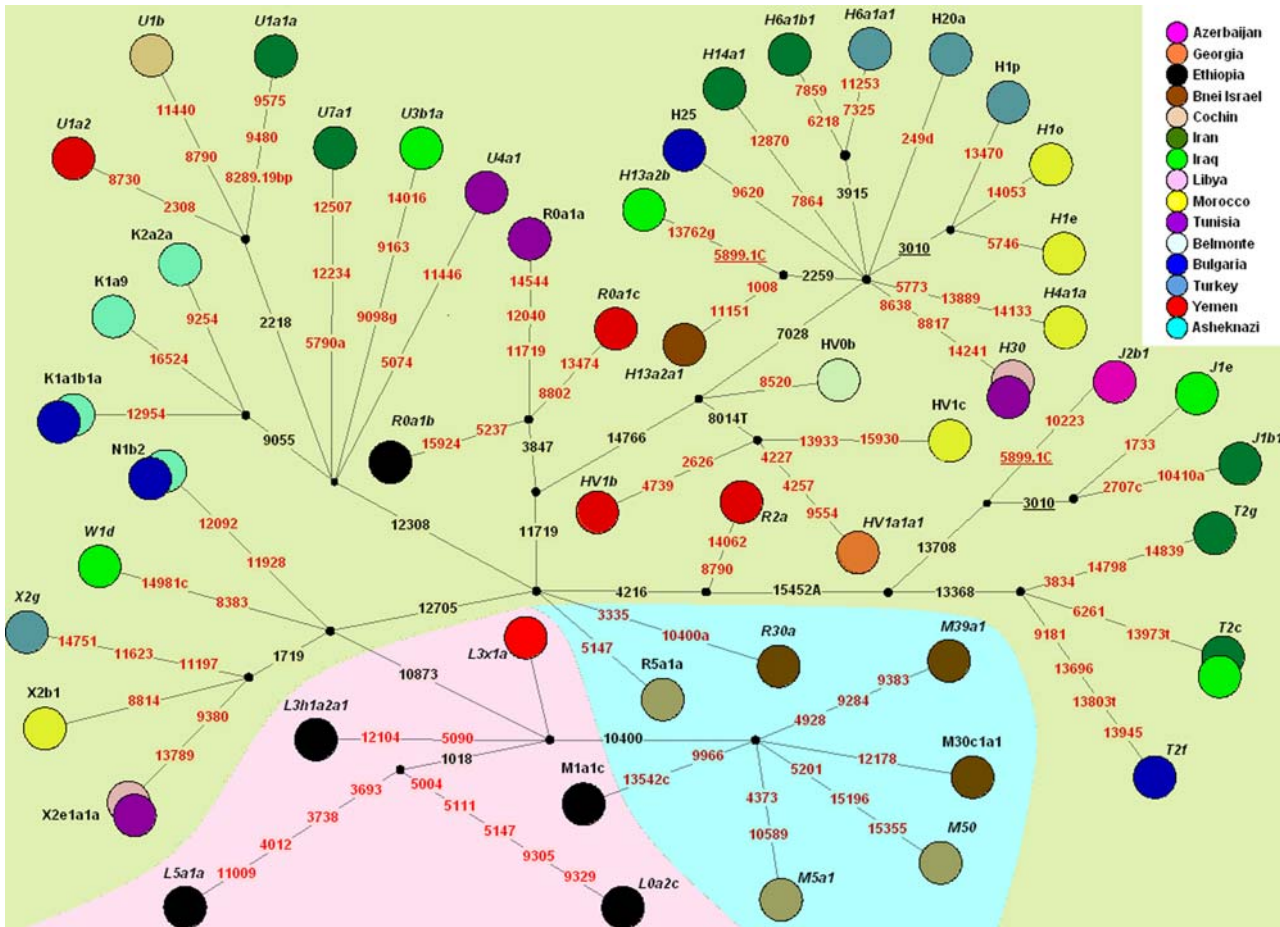 U1b
U1a1a
H6a1b1
H6a1a1
H20a
H14a1
H1p
U7a1
U3b1a
U1a2
U4a1
H25
H1o
H13a2b
R0a1a
K2a2a
H1e
R0a1c
K1a9
H4a1a
H13a2a1
HV0b
H30
J2b1
J1e
K1a1b1a
R0a1b
HV1c
N1b2
J1b1
HV1b
R2a
HV1a1a1
T2g
W1d
X2g
L3x1a
R30a
M39a1
T2c
R5a1a
X2b1
L3h1a2a1
M1a1c
M30c1a1
T2f
X2e1a1a
M50
L5a1a
L0a2c
M5a1
11440
8790
9575
9480
8289.19bp
8730
2308
2218
12507
12234
5790a
14016
9163
9098g
11446
5074
9254
16524
12954
9055
12308
14544
12040
11719
13474
8802
15924
5237
3847
14766
11719
7859
6218
11253
7325
3915
12870
7864
9620
249d
13470
14053
5746
3010
13762g
5899.1C
2259
1008
11151
7028
5773
13889
14133
8638
8817
14241
8520
8014T
13933
15930
2626
4739
4227
4257
9554
14062
8790
10223
5899.1C
1733
10410a
2707c
3010
13708
4216
15452A
13368
14839
14798
3834
6261
13973t
9181
13696
13803t
13945
12092
11928
14981c
8383
12705
14751
11623
11197
1719
8814
9380
13789
10873
3335
10400a
5147
12104
5090
1018
10400
3693
3738
4012
11009
5004
5111
5147
9305
9329
9966
13542c
9383
9284
4928
12178
5201
15196
15355
4373
10589
Azerbaijan
Georgia
Ethiopia
Bnei Israel
Cochin
Iran
Iraq
Libya
Morocco
Tunisia
Belmonte
Bulgaria
Turkey
Yemen
Asheknazi